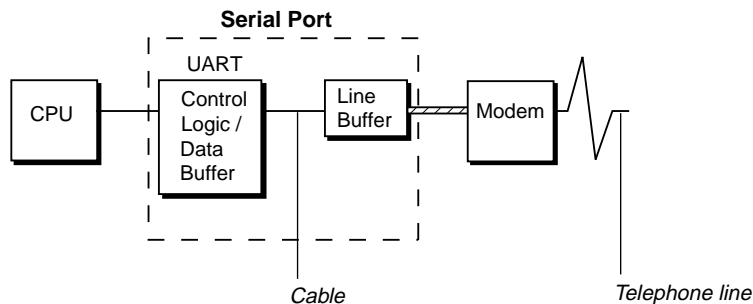 Serial Port
UART
CPU
Control
Logic /
Data
Buffer
Line
Buffer
Modem
Cable
Telephone line